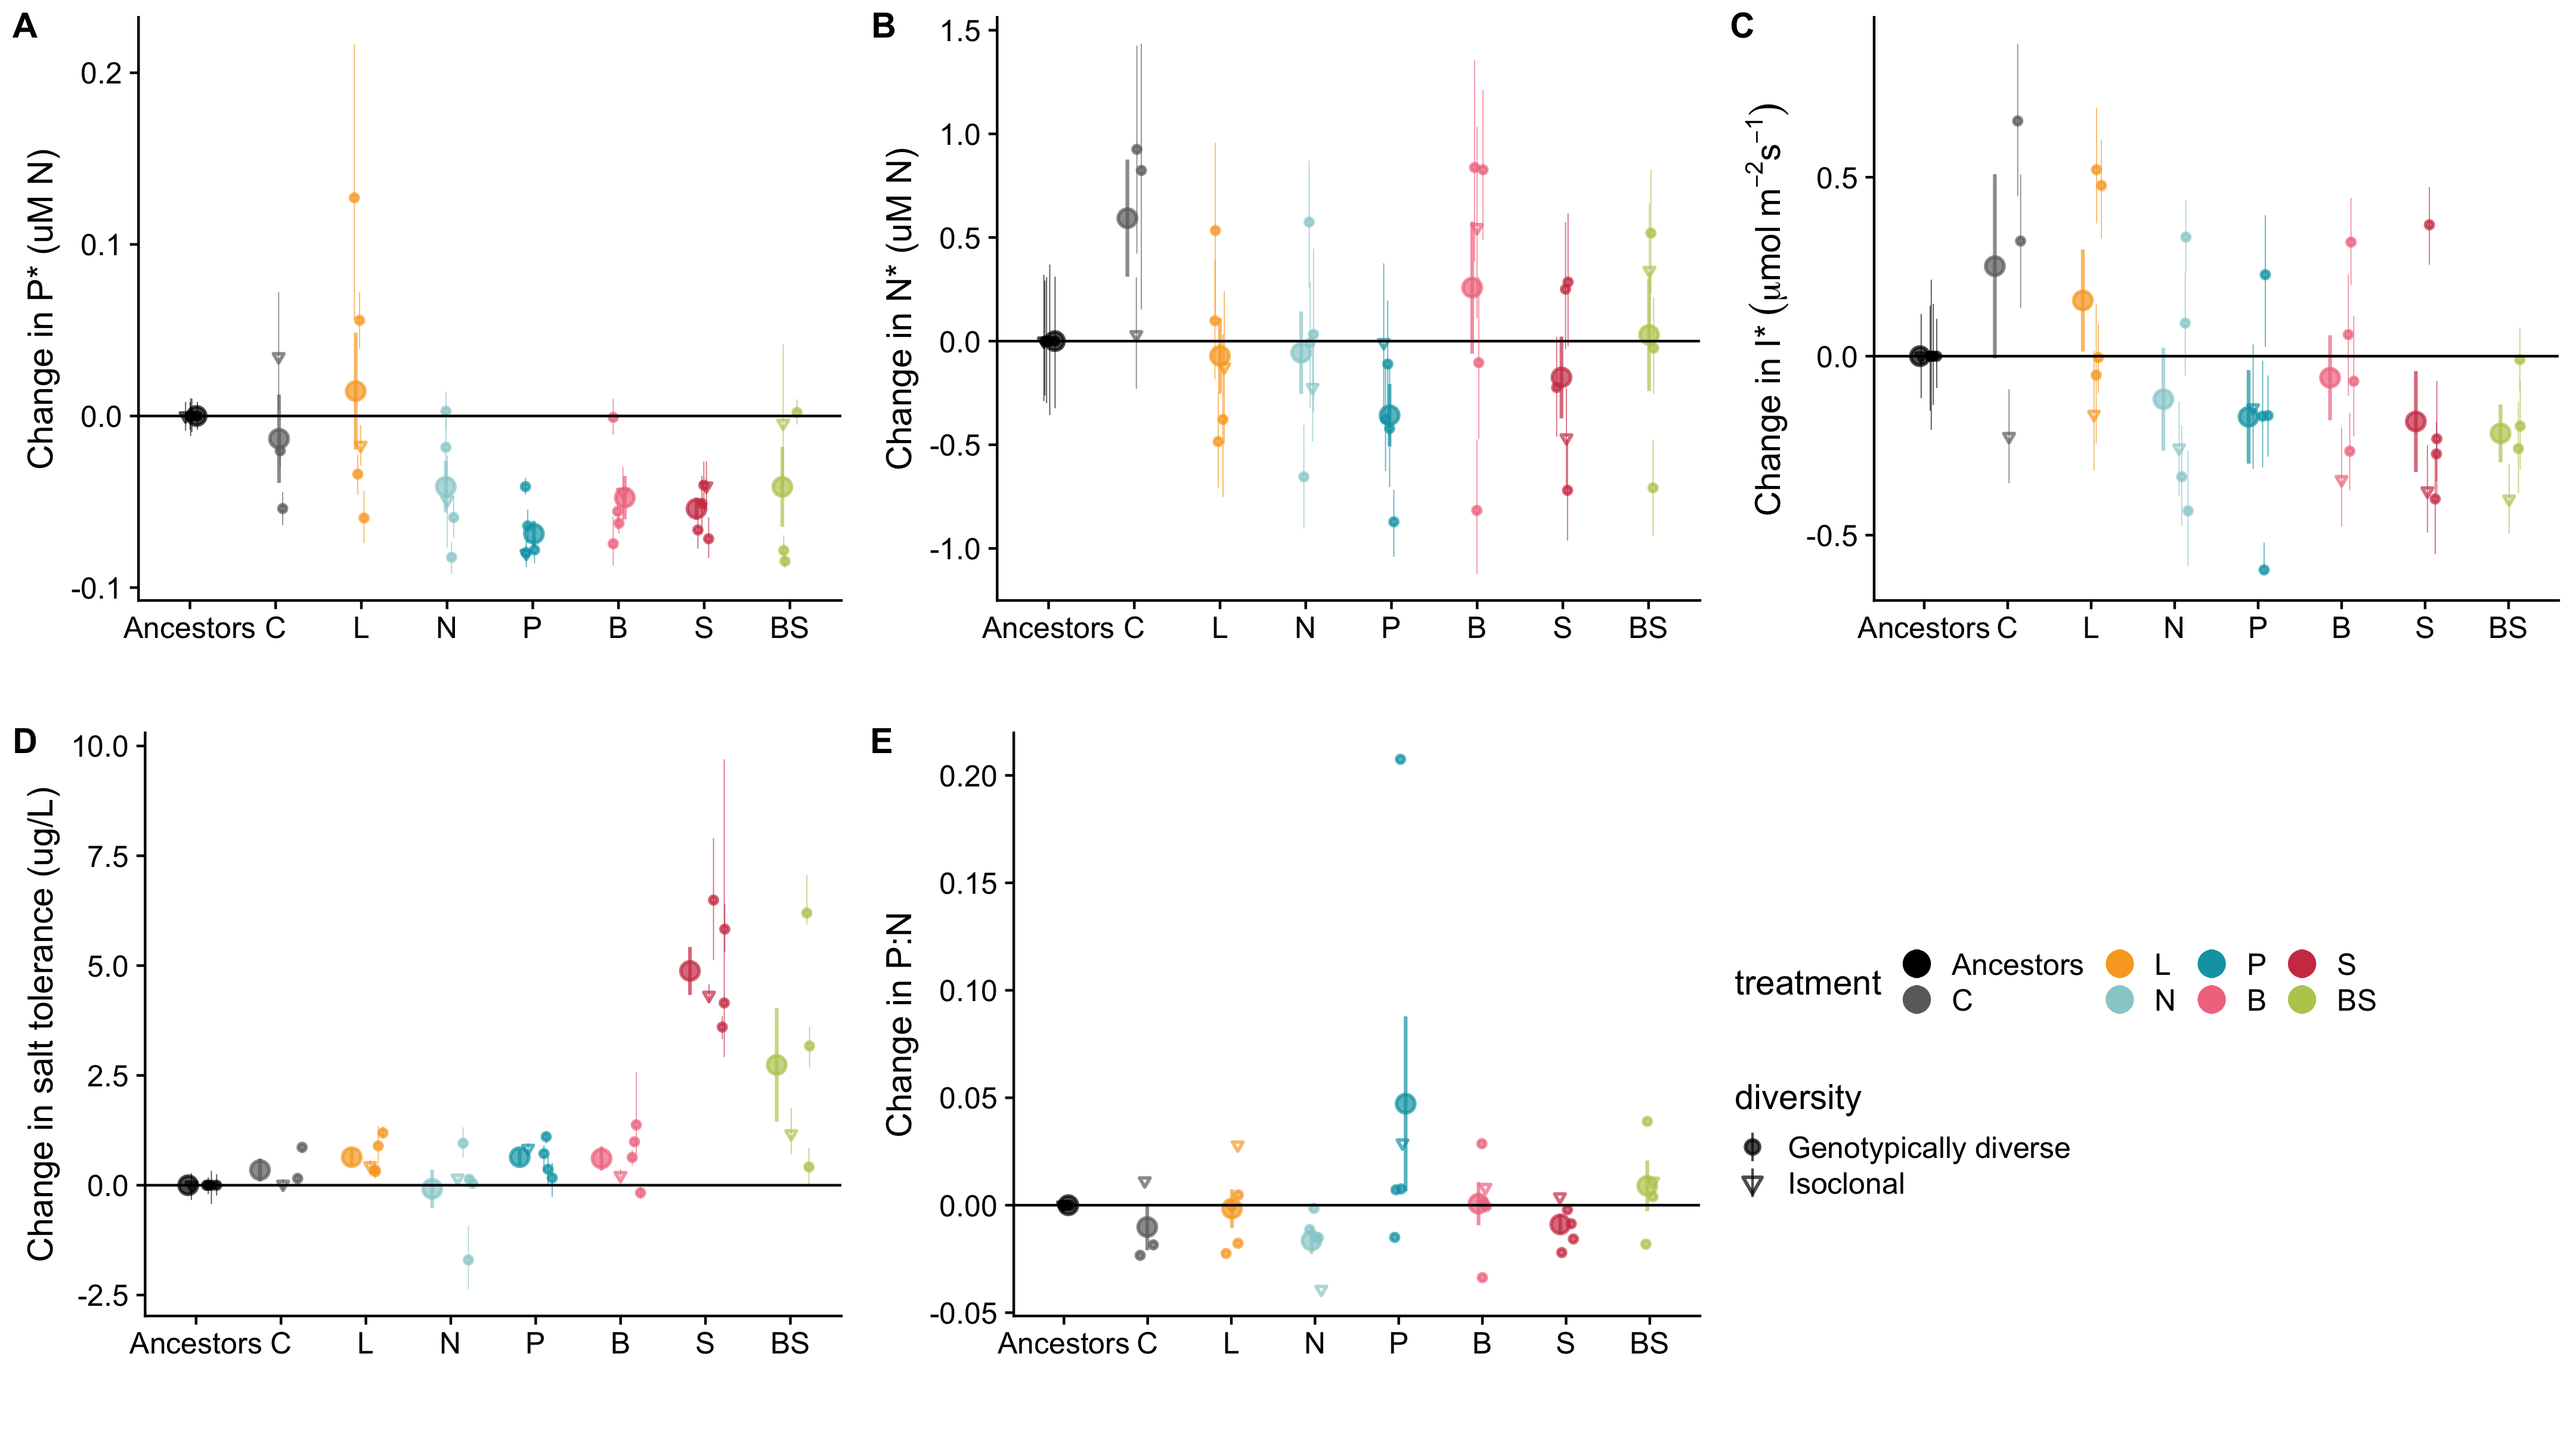 A
Change in P* (uM N)
0.2
0.1
0.0
-0.1
Ancestors C L N P B S BS
B
Change in N* (uM N)
1.5
1.0
0.5
0.0
-0.5
-1.0
Ancestors C L N P B S BS
C
Change in I* (μmol m−2s−1)
0.5
0.0
-0.5
Ancestors C L N P B S BS
D
Change in salt tolerance (ug/L)
10.0
7.5
5.0
2.5
0.0
-2.5
Ancestors C L N P B S BS
E
Change in P:N
0.20
0.15
0.10
0.05
0.00
-0.05
Ancestors C L N P B S BS
treatment
Ancestors L P S
C N B BS
diversity
Genotypically diverse
Isoclonal